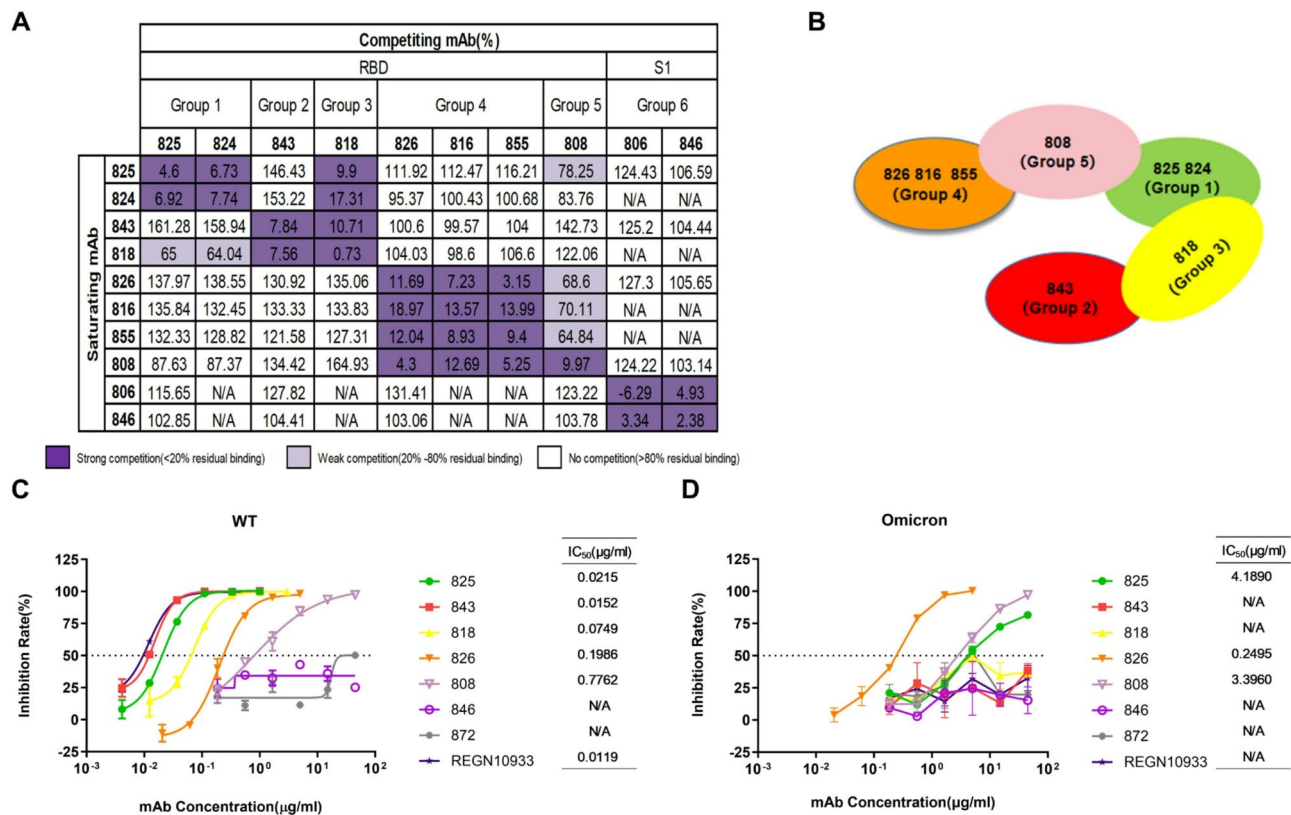 A
Competiting mAb(%)
RBD S1
Group 1 Group 2 Group 3 Group 4 Group 5 Group 6
825 824 843 818 826 816 855 808 806 846
Saturating mAb
825 4.6 6.73 146.43 9.9 111.92 112.47 116.21 78.25 124.43 106.59
824 6.92 7.74 153.22 17.31 95.37 100.43 100.68 83.76 N/A N/A
843 161.28 158.94 7.84 10.71 100.6 99.57 104 142.73 125.2 104.44
818 65 64.04 7.56 0.73 104.03 98.6 106.6 122.06 N/A N/A
826 137.97 138.55 130.92 135.06 11.69 7.23 3.15 68.6 127.3 105.65
816 135.84 132.45 133.33 133.83 18.97 13.57 13.99 70.11 N/A N/A
855 132.33 128.82 121.58 127.31 12.04 8.93 9.4 64.84 N/A N/A
808 87.63 87.37 134.42 164.93 4.3 12.69 5.25 9.97 124.22 103.14
806 115.65 N/A 127.82 N/A 131.41 N/A N/A 123.22 -6.29 4.93
846 102.85 N/A 104.41 N/A 103.06 N/A N/A 103.78 3.34 2.38
Strong competition(<20% residual binding) Weak competition(20% -80% residual binding) No competition(>80% residual binding)
B
808
(Group 5)
826 816 855
(Group 4)
825 824
(Group 1)
818
(Group 3)
843
(Group 2)
C
WT
Inhibition Rate(%)
125
100
75
50
25
0
-25
10-3 10-2 10-1 100 101 102
mAb Concentration(μg/ml)
IC50(μg/ml)
825 0.0215
843 0.0152
818 0.0749
826 0.1986
808 0.7762
846 N/A
872 N/A
REGN10933 0.0119
D
Omicron
Inhibition Rate(%)
125
100
75
50
25
0
-25
10-3 10-2 10-1 100 101 102
mAb Concentration(μg/ml)
IC50(μg/ml)
825 4.1890
843 N/A
818 N/A
826 0.2495
808 3.3960
846 N/A
872 N/A
REGN10933 N/A